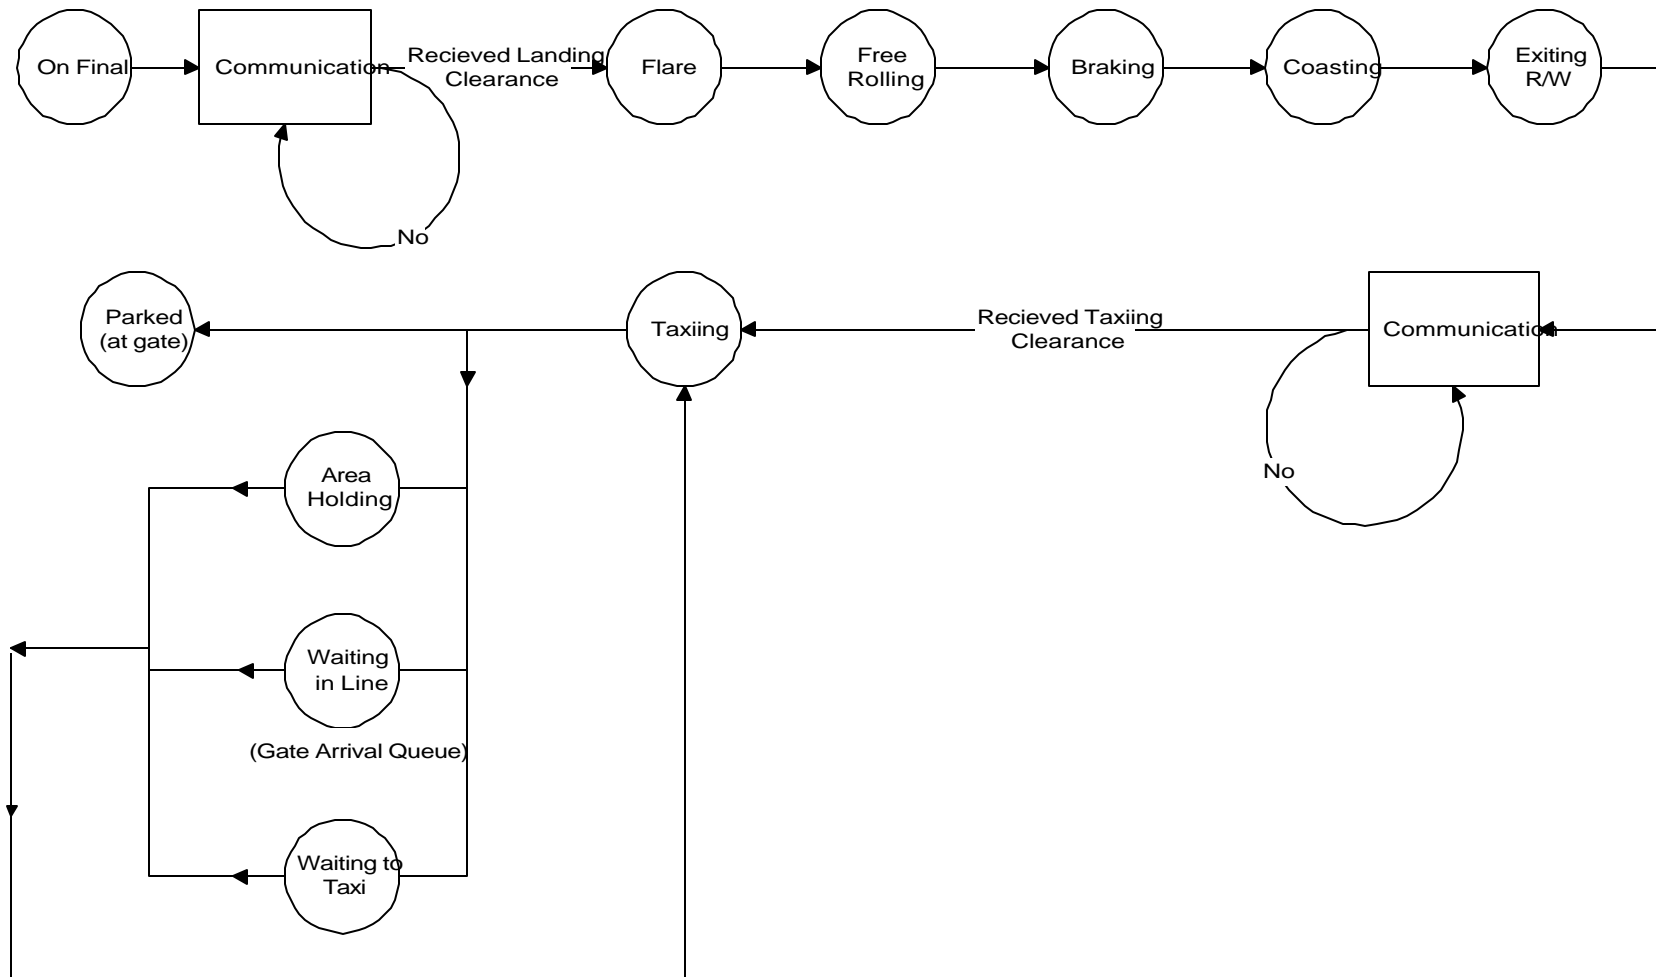 On Final
Communication
Recieved Landing
Clearance
Flare
Free
Rolling
Braking
Coasting
Exiting
R/W
No
Parked
(at gate)
Taxiing
Recieved Taxiing
Clearance
Communication
No
Area
Holding
Waiting
in Line
(Gate Arrival Queue)
Waiting to
Taxi